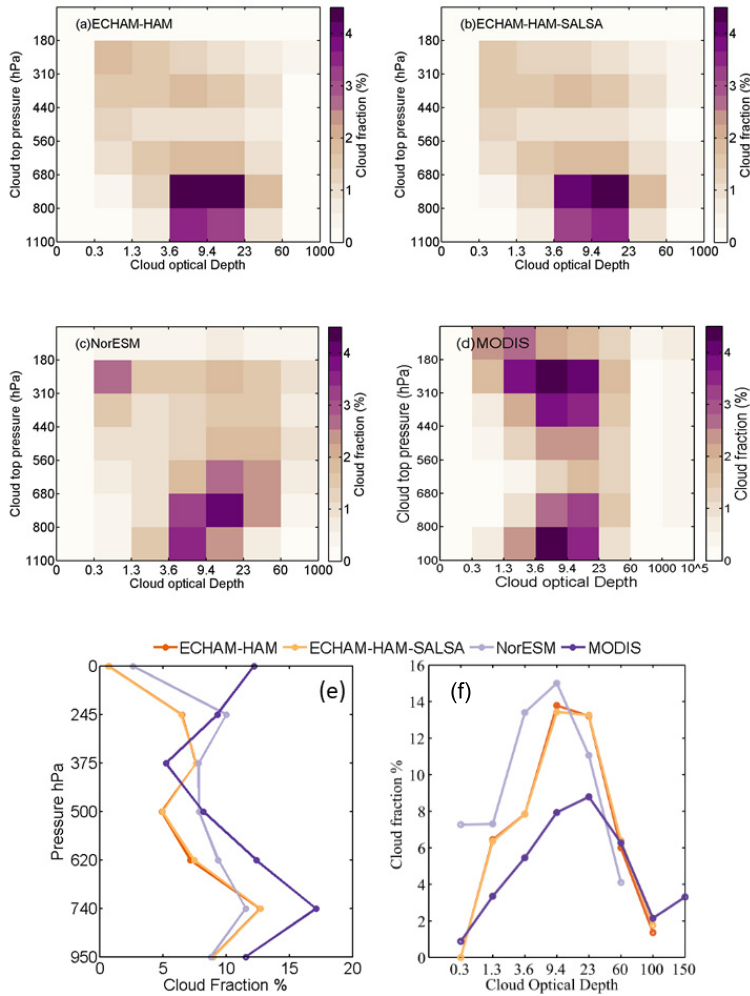 (a)ECHAM-HAM
Cloud top pressure (hPa)
180
310
440
560
680
800
1100
0 0.3 1.3 3.6 9.4 23 60 1000
Cloud optical Depth
4
3
2
1
0
Cloud fraction (%)
(b)ECHAM-HAM-SALSA
Cloud top pressure (hPa)
180
310
440
560
680
800
1100
0 0.3 1.3 3.6 9.4 23 60 1000
Cloud optical Depth
4
3
2
1
0
Cloud fraction (%)
(c)NorESM
Cloud top pressure (hPa)
180
310
440
560
680
800
1100
0 0.3 1.3 3.6 9.4 23 60 1000
Cloud optical Depth
4
3
2
1
0
Cloud fraction (%)
(d)MODIS
Cloud top pressure (hPa)
180
310
440
560
680
800
100
0 0.3 1.3 3.6 9.4 23 60 1000 10^5
Cloud optical Depth
4
3
2
1
0
Cloud fraction (%)
ECHAM-HAM ECHAM-HAM-SALSA NorESM MODIS
(e)
Pressure hPa
0
245
375
500
620
740
950
0 5 10 15 20
Cloud Fraction %
(f)
Cloud fraction %
16
14
12
10
8
6
4
2
0
0.3 1.3 3.6 9.4 23 60 100 150
Cloud Optical Depth